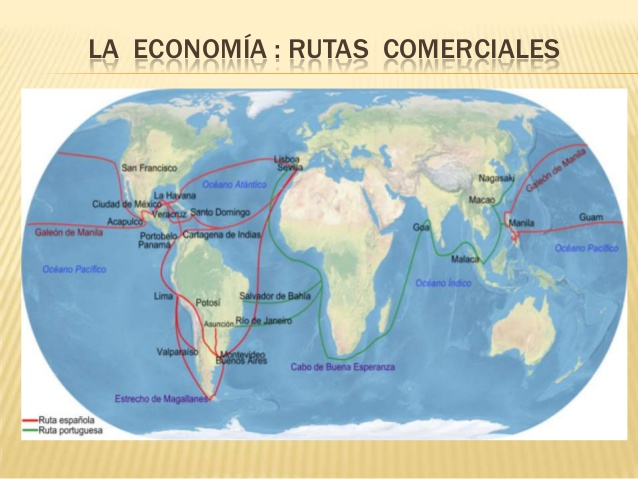 LA ECONOMÍA : RUTAS COMERCIALES
Lisboa
Sevilla
San Francisco
Océano Atlántico
Nagasaki
Galeón de Manila
La Havana
Ciudad de México
Macao
Veracruz
Santo Domingo
Acapulco
Manila
Guam
Galeón de Manila
Portobelo
Cartagena de Indias
Goa
Panamá
Océano Pacífico
Malaca
Océano Pacífico
Océano Índico
Lima
Potosí
Salvador de Bahía
Asunción
Río de Janeiro
Valparaíso
Montevideo
Buenos Aires
Cabo de Buena Esperanza
Estrecho de Magallanes
Ruta española
Ruta portuguesa